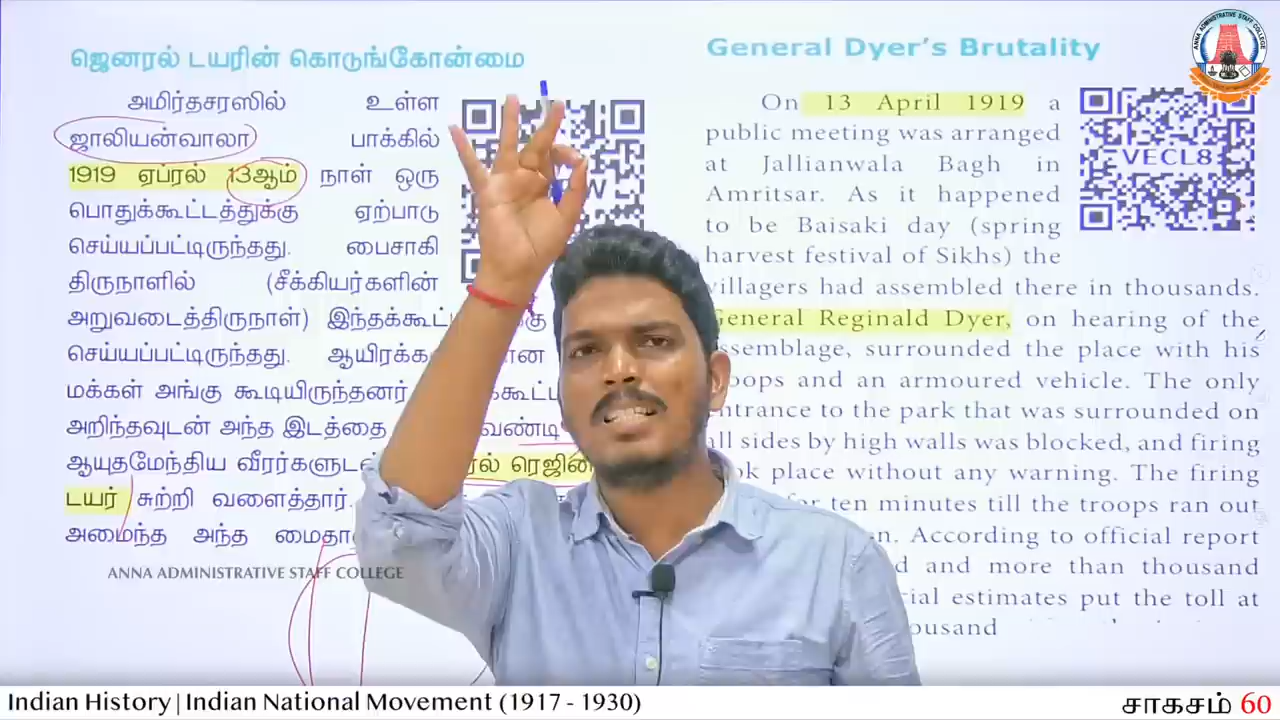 ஜெனரல் டயரின் கொடுங்கோன்மை
அமிர்தசரஸில் உள்ள
ஜாலியன்வாலா பாக்கில்
1919 ஏப்ரல் 13ஆம் நாள் ஒரு
பொதுக்கூட்டத்துக்கு ஏற்பாடு
செய்யப்பட்டிருந்தது. பைசாகி
திருநாளில் (சீக்கியர்களின்
அறுவடைத்திருநாள்)
செய்யப்பட்டிருந்தது.
மக்கள் அங்கு கூடியிருந்தனர்
அறிந்தவுடன் அந்த இடத்தை
ஆயுதமேந்திய
டயர் சுற்றி வளைத்தார்.
அமைந்த அந்த
ANNA ADMINISTRATIVE STAFF COLLEGE
General Dyer's Brutality
On 13 April 1919 a
public meeting was arranged
at Jallianwala Bagh in
Amritsar. As it happened
to be Baisaki day (spring
harvest festival of Sikhs) the
villagers had assembled there in thousands.
General Reginald Dyer, on hearing of the
assemblage, surrounded the place with his
troops and an armoured vehicle. The only
entrance to the park that was surrounded on
all sides by high walls was blocked, and firing
place without any warning. The firing
for ten minutes till the troops ran out
According to official report
and more than thousand
estimates put the toll at
VECL8
ANNA ADMINISTRATIVE STAFF COLLEGE
Indian History | Indian National Movement (1917 - 1930)
சாகசம் 60